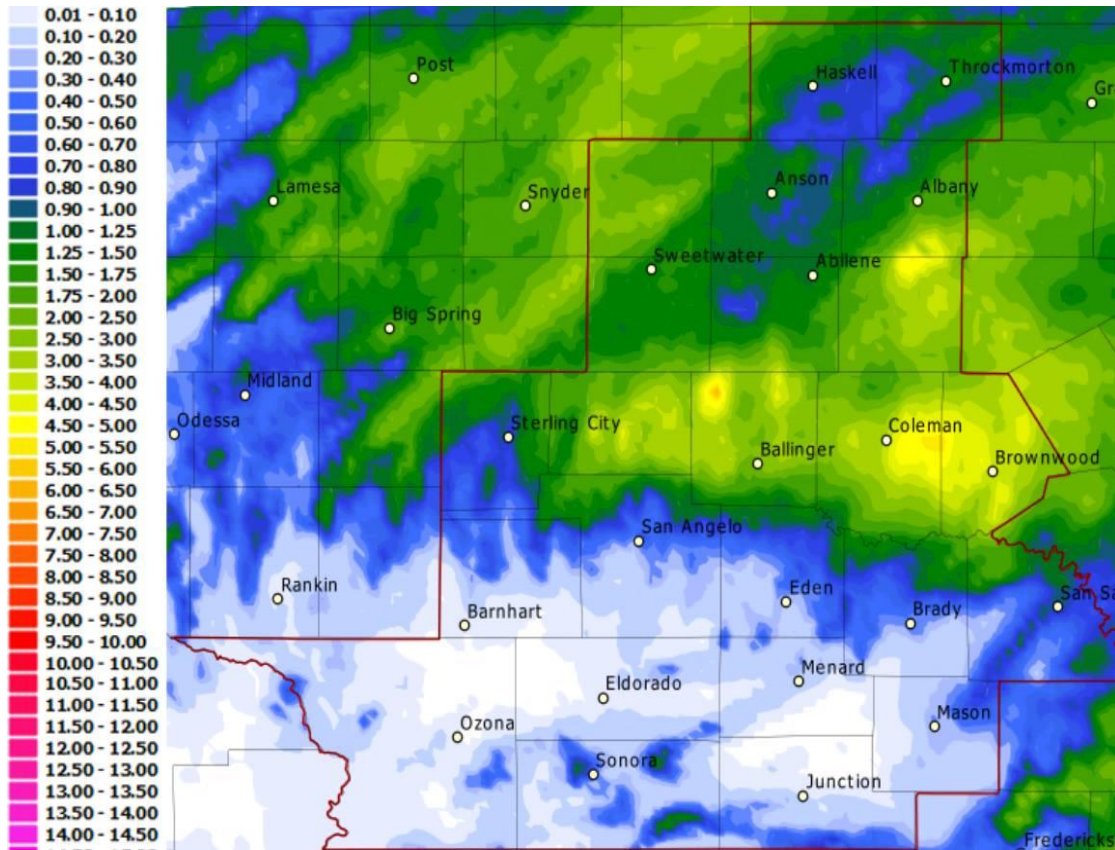 0.01 - 0.10
0.10 - 0.20
0.20 - 0.30
0.30 - 0.40
0.40 - 0.50
0.50 - 0.60
0.60 - 0.70
0.70 - 0.80
0.80 - 0.90
0.90 - 1.00
1.00 - 1.25
1.25 - 1.50
1.50 - 1.75
1.75 - 2.00
2.00 - 2.50
2.50 - 3.00
3.00 - 3.50
3.50 - 4.00
4.00 - 4.50
4.50 - 5.00
5.00 - 5.50
5.50 - 6.00
6.00 - 6.50
6.50 - 7.00
7.00 - 7.50
7.50 - 8.00
8.00 - 8.50
8.50 - 9.00
9.00 - 9.50
9.50 - 10.00
10.00 - 10.50
10.50 - 11.00
11.00 - 11.50
11.50 - 12.00
12.00 - 12.50
12.50 - 13.00
13.00 - 13.50
13.50 - 14.00
14.00 - 14.50
Post
Haskell
Throckmorton
Gr
Lamesa
Snyder
Anson
Albany
Sweetwater
Abilene
Big Spring
Midland
Odessa
Sterling City
Coleman
Ballinger
Brownwood
San Angelo
Rankin
Barnhart
Eden
Brady
San Sa
Menard
Eldorado
Ozona
Mason
Sonora
Junction
Fredericks